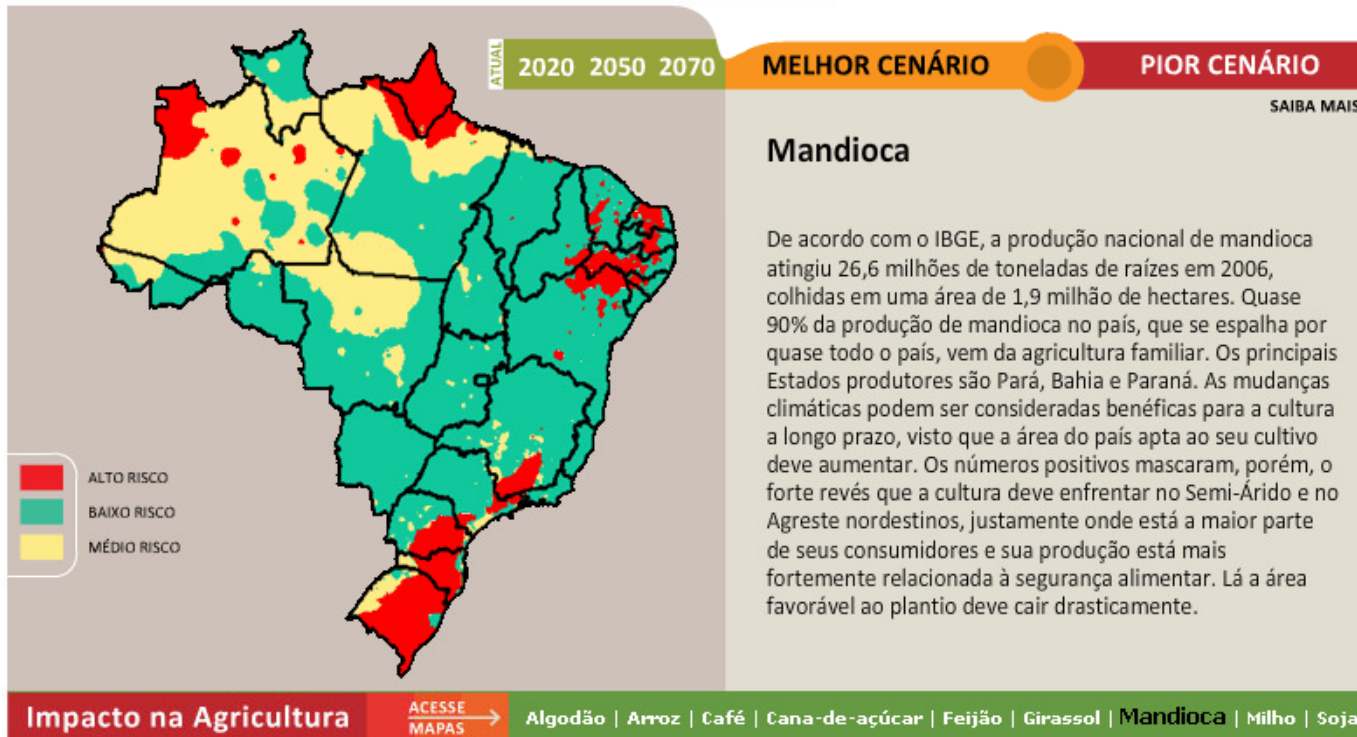 ATUAL
2020 2050 2070
MELHOR CENÁRIO
PIOR CENÁRIO
SAIBA MAIS
Mandioca
De acordo com o IBGE, a produção nacional de mandioca
atingiu 26,6 milhões de toneladas de raízes em 2006,
colhidas em uma área de 1,9 milhão de hectares. Quase
90% da produção de mandioca no país, que se espalha por
quase todo o país, vem da agricultura familiar. Os principais
Estados produtores são Pará, Bahia e Paraná. As mudanças
climáticas podem ser consideradas benéficas para a cultura
a longo prazo, visto que a área do país apta ao seu cultivo
deve aumentar. Os números positivos mascaram, porém, o
forte revés que a cultura deve enfrentar no Semi-Árido e no
Agreste nordestinos, justamente onde está a maior parte
de seus consumidores e sua produção está mais
fortemente relacionada à segurança alimentar. Lá a área
favorável ao plantio deve cair drasticamente.
ALTO RISCO
BAIXO RISCO
MÉDIO RISCO
Impacto na Agricultura
ACESSE
MAPAS
Algodão | Arroz | Café | Cana-de-açúcar | Feijão | Girassol | Mandioca | Milho | Soja